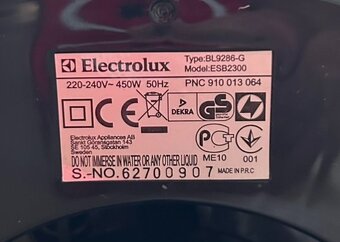 Electrolux
Type:BL9286-G
Model:ESB2300
220-240V~ 450W 50Hz
PNC 910 013 064
DEKRA
GS
Electrolux Appliances AB
Sankt Göransgatan 143
SE 105 45, Stockholm
Sweden
ME10
001
DO NOT IMMERSE IN WATER OR ANY OTHER LIQUID
S.-NO.62700907
MADE IN P.R.C